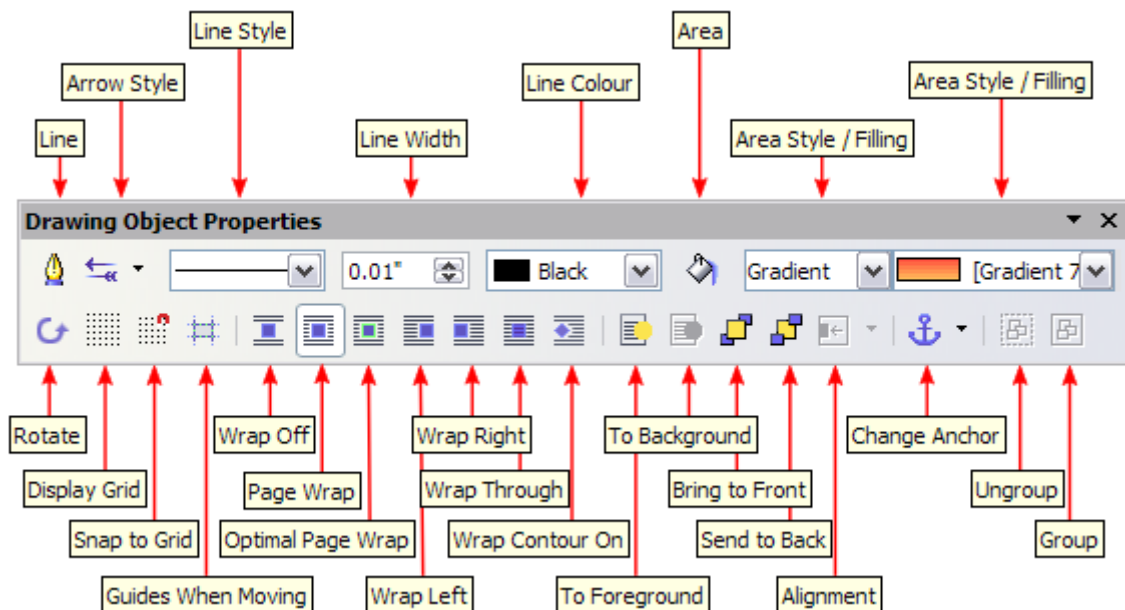 Line Style
Area
Arrow Style
Line Colour
Area Style / Filling
Line
Line Width
Area Style / Filling
Drawing Object Properties
0.01"
Black
Gradient
[Gradient 7
Rotate
Wrap Off
Wrap Right
To Background
Change Anchor
Display Grid
Page Wrap
Wrap Through
Bring to Front
Ungroup
Snap to Grid
Optimal Page Wrap
Wrap Contour On
Send to Back
Group
Guides When Moving
Wrap Left
To Foreground
Alignment